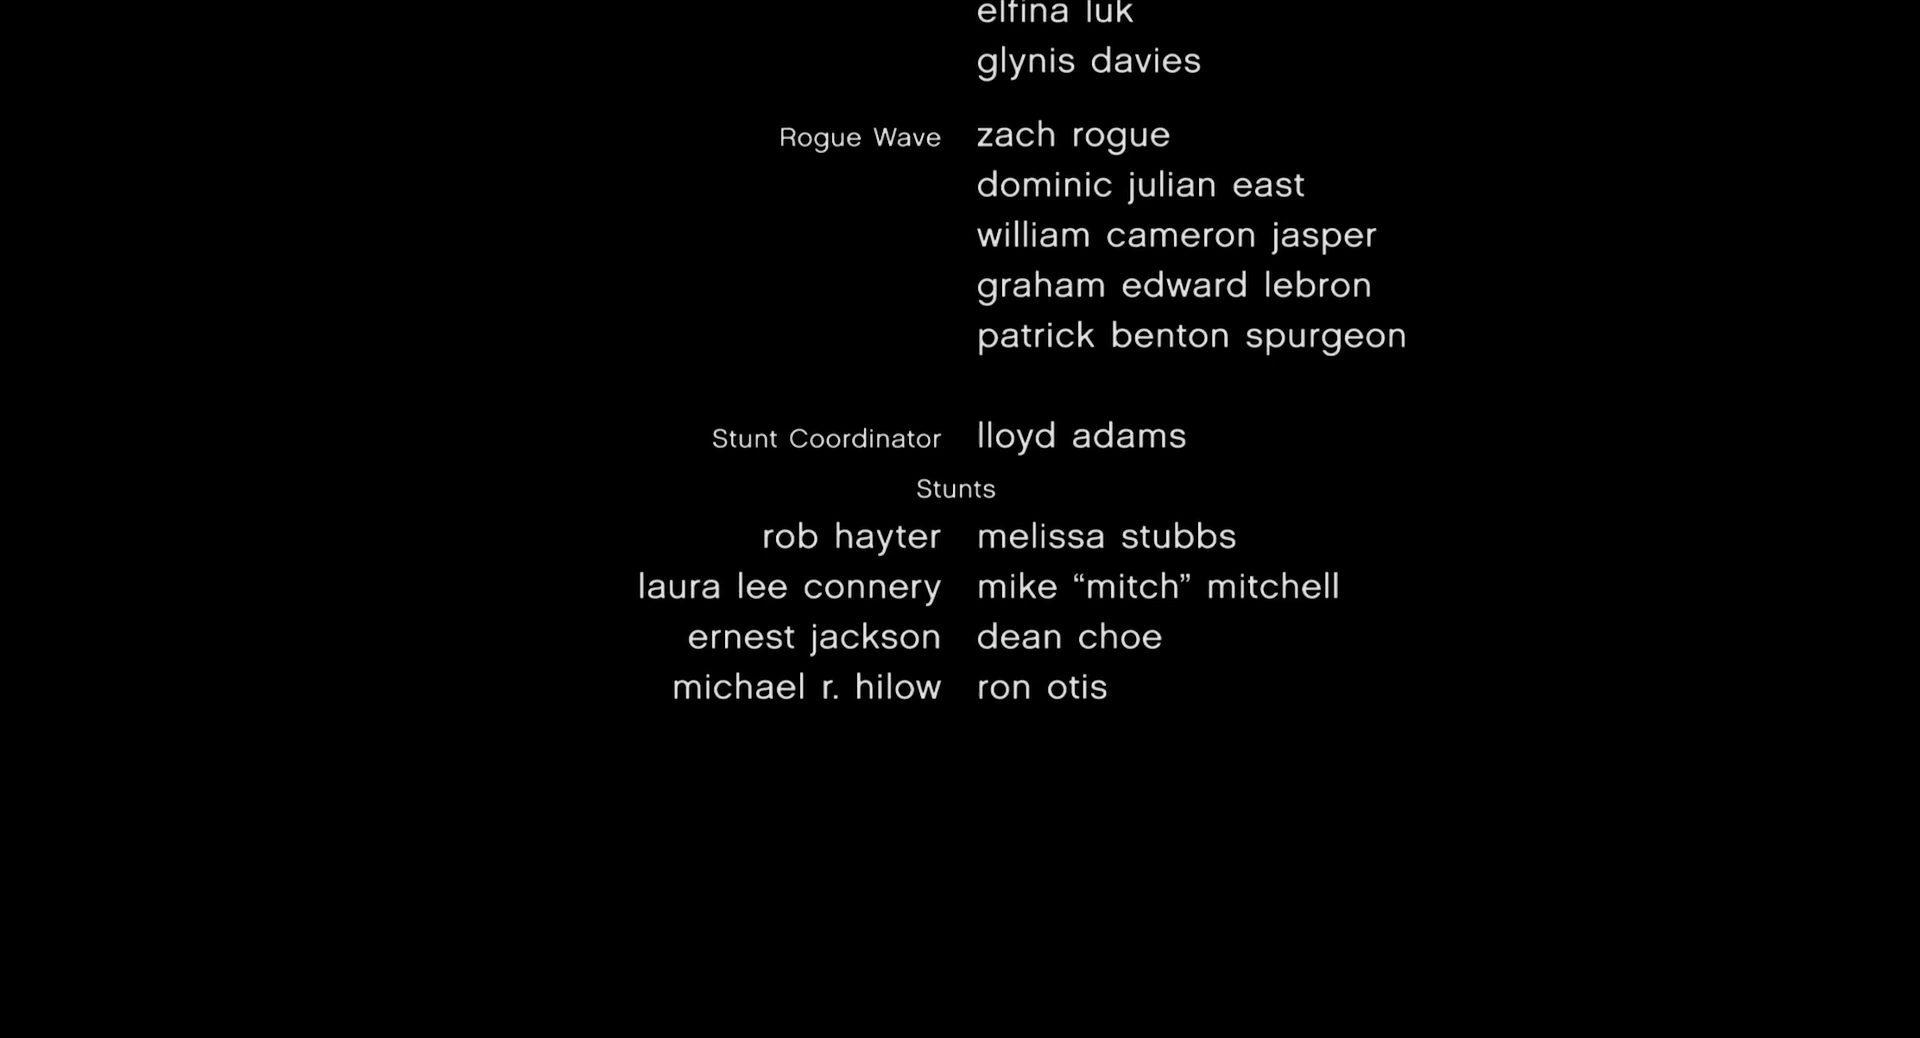 elfina luk
glynis davies
Rogue Wave zach rogue
dominic julian east
william cameron jasper
graham edward lebron
patrick benton spurgeon
Stunt Coordinator lloyd adams
Stunts
rob hayter melissa stubbs
laura lee connery mike “mitch” mitchell
ernest jackson dean choe
michael r. hilow ron otis